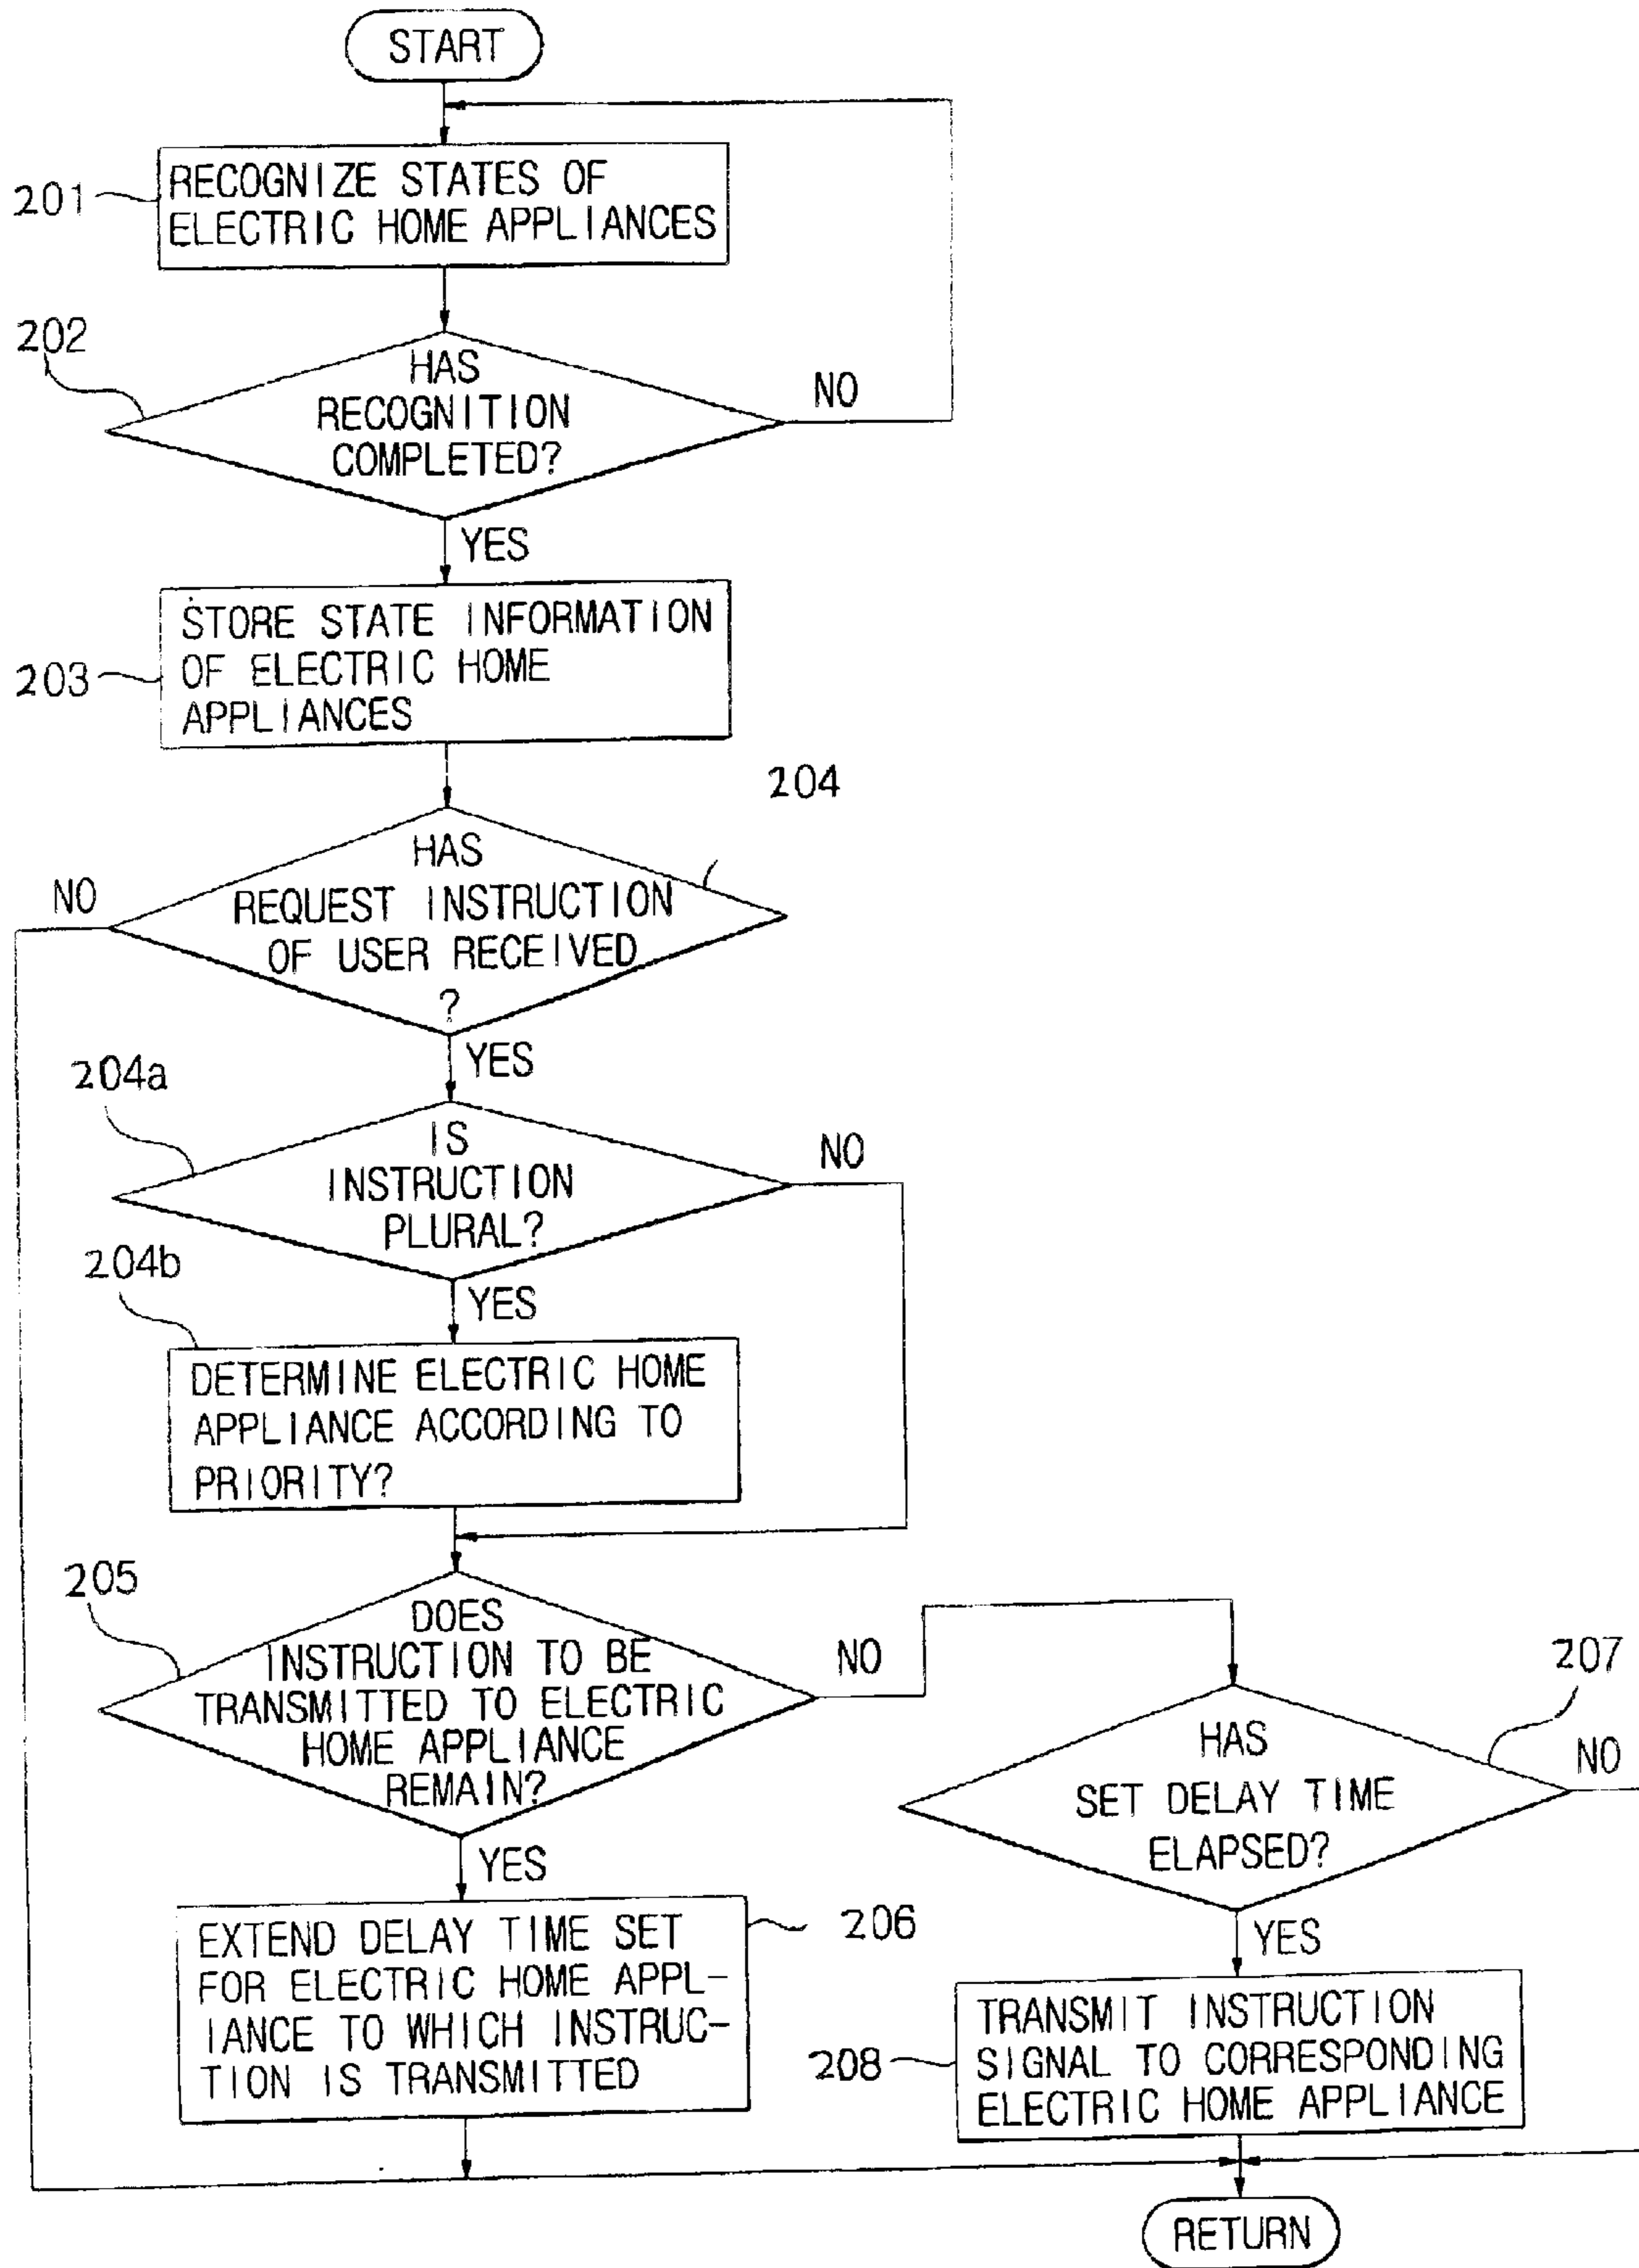 START
201
RECOGNIZE STATES OF
ELECTRIC HOME APPLIANCES
202
HAS
RECOGNITION
COMPLETED?
NO
YES
203
STORE STATE INFORMATION
OF ELECTRIC HOME
APPLIANCES
204
HAS
REQUEST INSTRUCTION
OF USER RECEIVED
?
NO
YES
204a
IS
INSTRUCTION
PLURAL?
NO
YES
204b
DETERMINE ELECTRIC HOME
APPLIANCE ACCORDING TO
PRIORITY?
205
DOES
INSTRUCTION TO BE
TRANSMITTED TO ELECTRIC
HOME APPLIANCE
REMAIN?
NO
YES
206
EXTEND DELAY TIME SET
FOR ELECTRIC HOME APPL-
IANCE TO WHICH INSTRUC-
TION IS TRANSMITTED
207
HAS
SET DELAY TIME
ELAPSED?
NO
YES
208
TRANSMIT INSTRUCTION
SIGNAL TO CORRESPONDING
ELECTRIC HOME APPLIANCE
RETURN